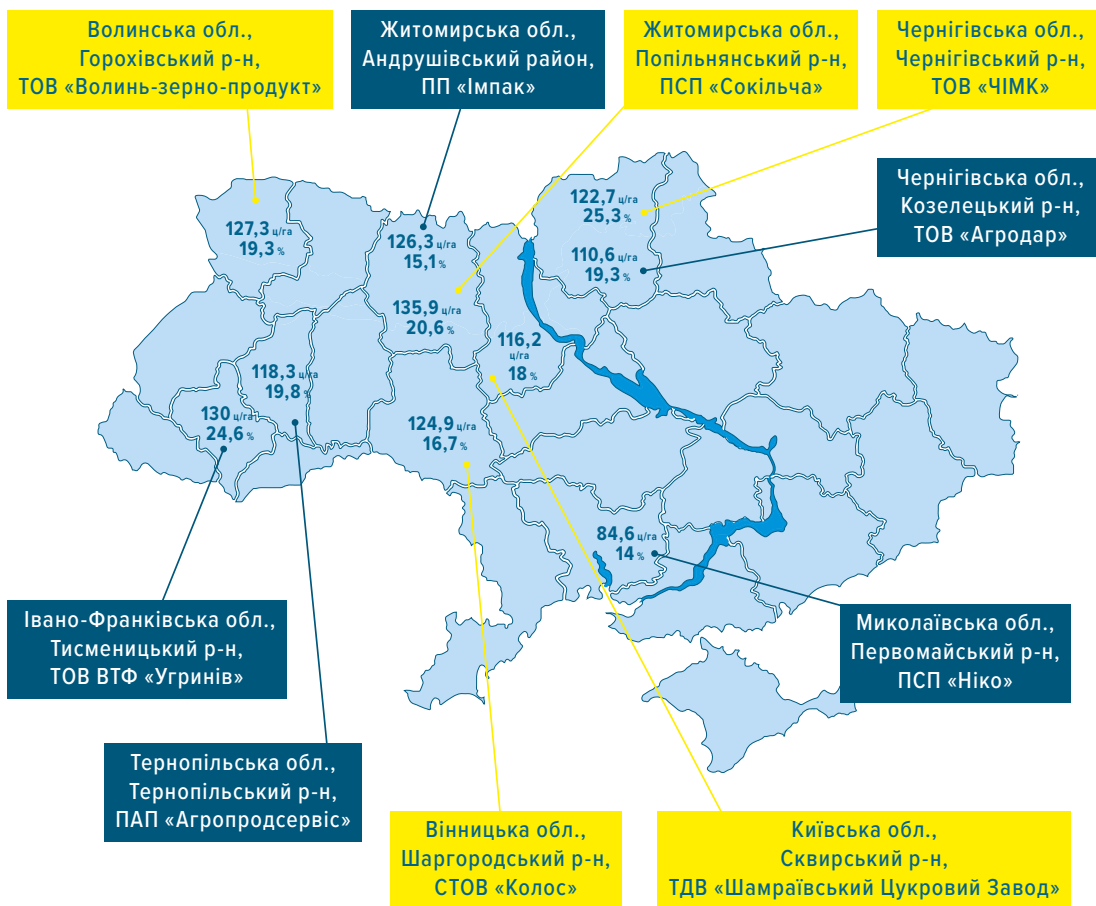 Волинська обл.,
Горохівський р-н,
ТОВ «Волинь-зерно-продукт»
Житомирська обл.,
Андрушівський район,
ПП «Імпак»
Житомирська обл.,
Попільнянський р-н,
ПСП «Сокільча»
Чернігівська обл.,
Чернігівський р-н,
ТОВ «ЧІМК»
Чернігівська обл.,
Козелецький р-н,
ТОВ «Агродар»
127,3 ц/га
19,3 %
126,3 ц/га
15,1 %
122,7 ц/га
25,3 %
110,6 ц/га
19,3 %
135,9 ц/га
20,6 %
116,2
ц/га
18 %
118,3 ц/га
19,8 %
130 ц/га
24,6 %
124,9 ц/га
16,7 %
84,6 ц/га
14 %
Івано-Франківська обл.,
Тисменицький р-н,
ТОВ ВТФ «Угринів»
Миколаївська обл.,
Первомайський р-н,
ПСП «Ніко»
Тернопільська обл.,
Тернопільський р-н,
ПАП «Агропродсервіс»
Вінницька обл.,
Шаргородський р-н,
СТОВ «Колос»
Київська обл.,
Сквирський р-н,
ТДВ «Шамраївський Цукровий Завод»